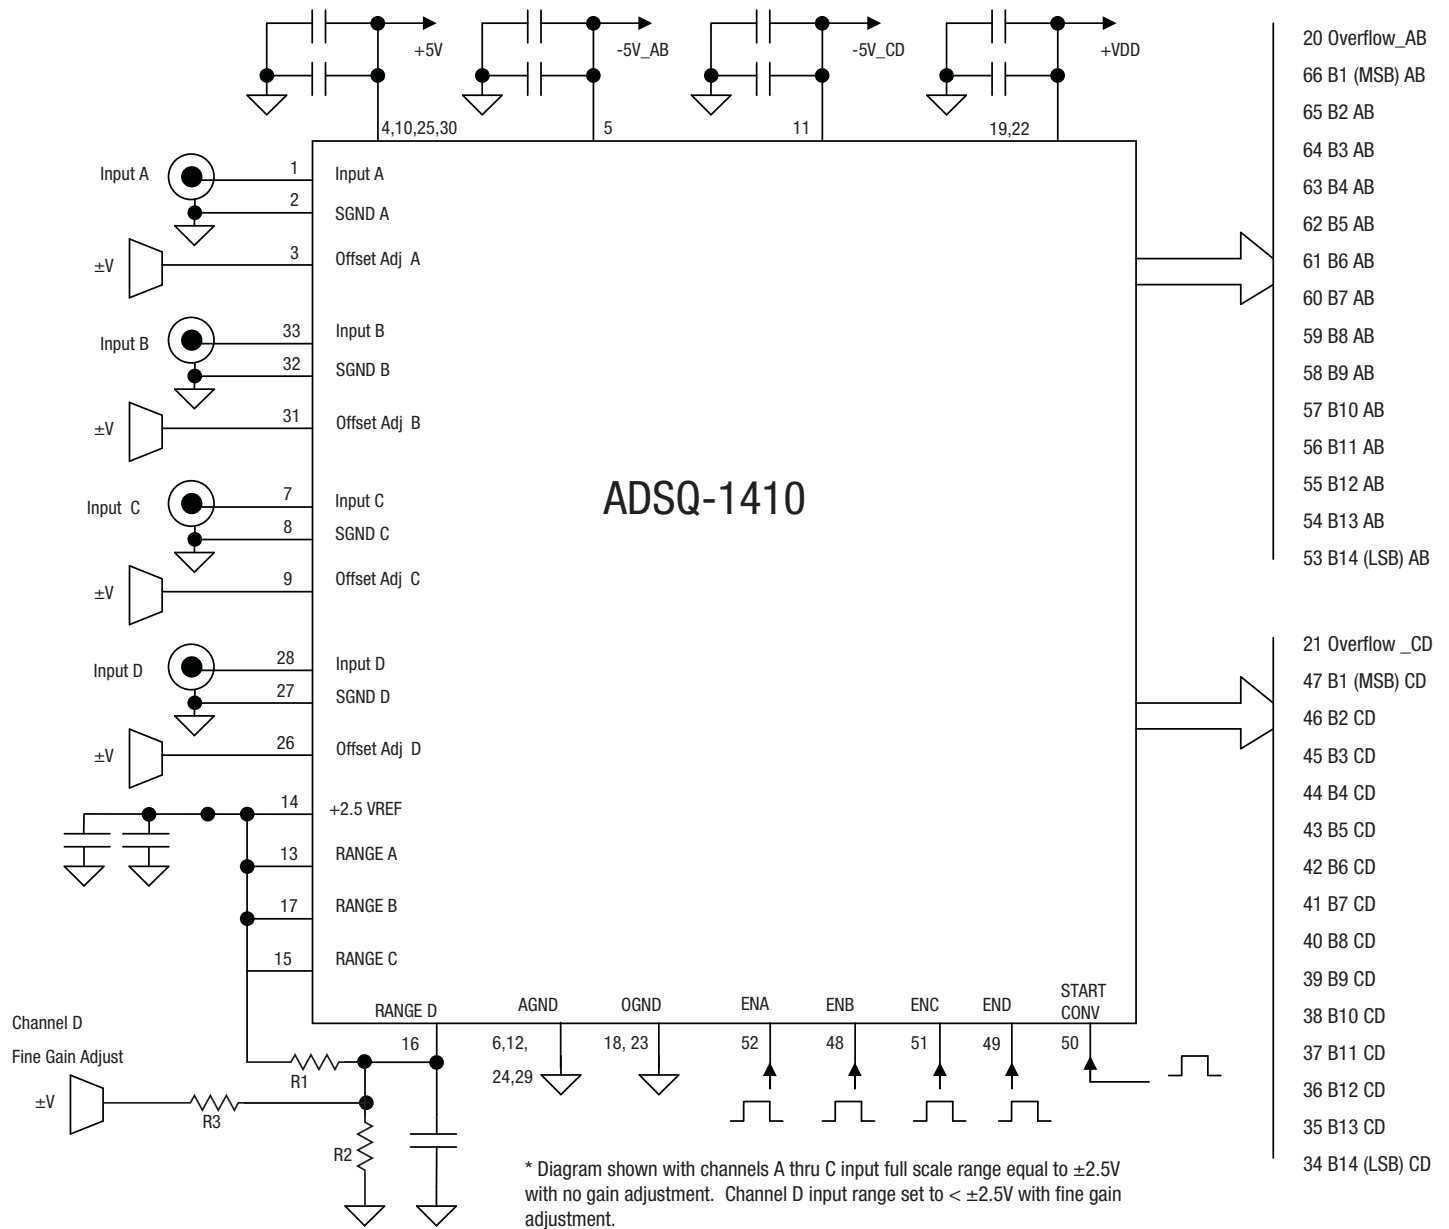 +5V
-5V_AB
-5V_CD
+VDD
4,10,25,30
5
11
19,22
Input A
1
Input A
2
SGND A
±V
3
Offset Adj A
Input B
33
Input B
32
SGND B
±V
31
Offset Adj B
Input C
7
Input C
8
SGND C
±V
9
Offset Adj C
Input D
28
Input D
27
SGND D
±V
26
Offset Adj D
14
+2.5 VREF
13
RANGE A
17
RANGE B
15
RANGE C
ADSQ-1410
RANGE D
AGND
OGND
ENA
ENB
ENC
END
START
CONV
16
6,12,
24,29
18, 23
52
48
51
49
50
Channel D
Fine Gain Adjust
±V
R1
R3
R2
* Diagram shown with channels A thru C input full scale range equal to ±2.5V
with no gain adjustment. Channel D input range set to < ±2.5V with fine gain
adjustment.
20 Overflow_AB
66 B1 (MSB) AB
65 B2 AB
64 B3 AB
63 B4 AB
62 B5 AB
61 B6 AB
60 B7 AB
59 B8 AB
58 B9 AB
57 B10 AB
56 B11 AB
55 B12 AB
54 B13 AB
53 B14 (LSB) AB
21 Overflow _CD
47 B1 (MSB) CD
46 B2 CD
45 B3 CD
44 B4 CD
43 B5 CD
42 B6 CD
41 B7 CD
40 B8 CD
39 B9 CD
38 B10 CD
37 B11 CD
36 B12 CD
35 B13 CD
34 B14 (LSB) CD